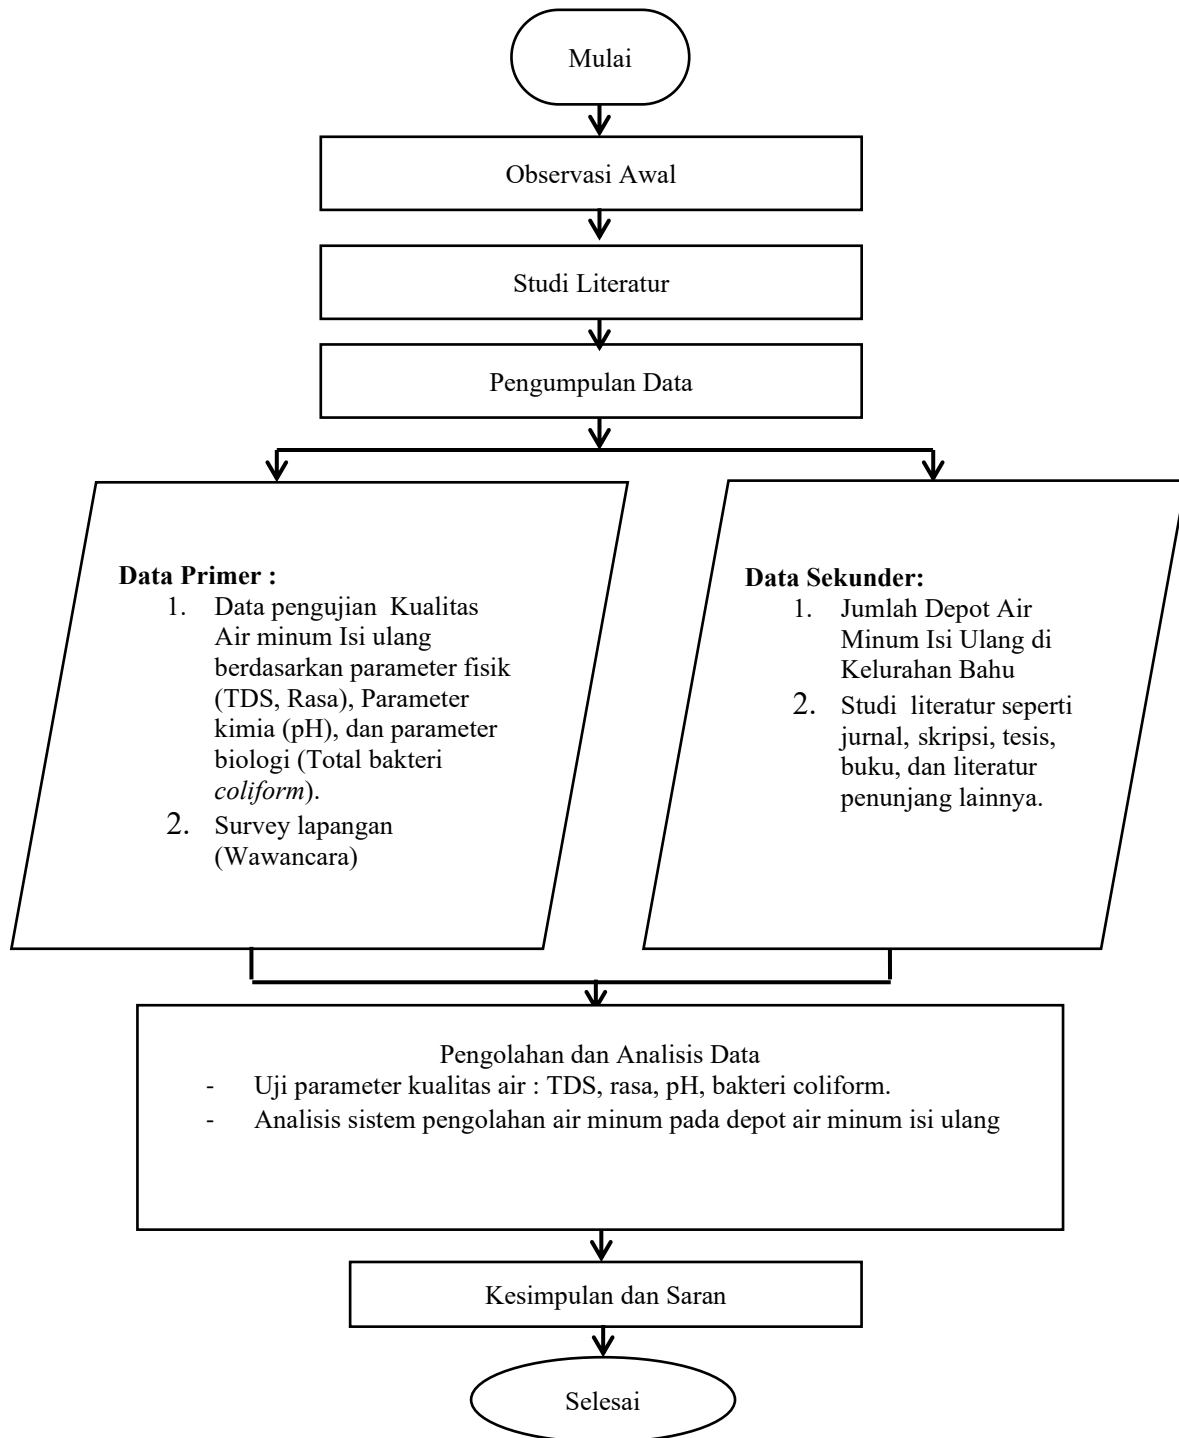 Mulai
Observasi Awal
Studi Literatur
Pengumpulan Data
Data Primer :
1. Data pengujian Kualitas
Air minum Isi ulang
berdasarkan parameter fisik
(TDS, Rasa), Parameter
kimia (pH), dan parameter
biologi (Total bakteri
coliform).
2. Survey lapangan
(Wawancara)
Data Sekunder:
1. Jumlah Depot Air
Minum Isi Ulang di
Kelurahan Bahu
2. Studi literatur seperti
jurnal, skripsi, tesis,
buku, dan literatur
penunjang lainnya.
Pengolahan dan Analisis Data
- Uji parameter kualitas air : TDS, rasa, pH, bakteri coliform.
- Analisis sistem pengolahan air minum pada depot air minum isi ulang
Kesimpulan dan Saran
Selesai